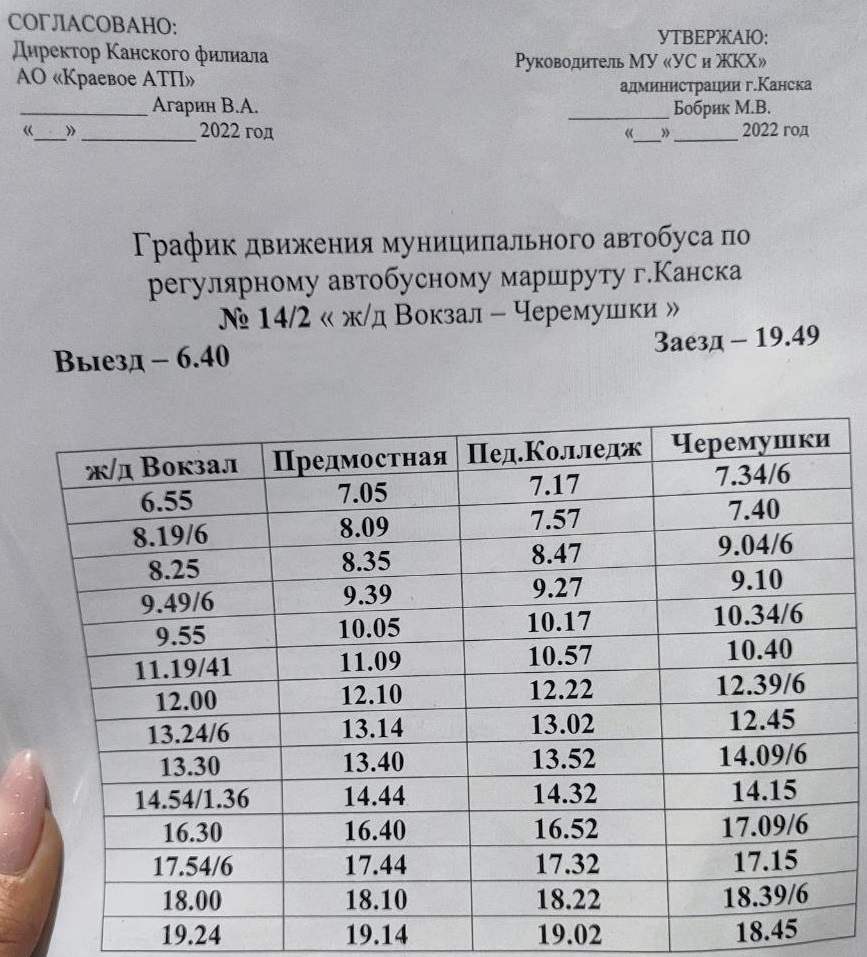 СОГЛАСОВАНО:
Директор Канского филиала
АО «Краевое АТП»
____________ Агарин В.А.
«___» ___________ 2022 год
УТВЕРЖАЮ:
Руководитель МУ «УС и ЖКХ»
администрации г.Канска
__________ Бобрик М.В.
«___» ______ 2022 год
График движения муниципального автобуса по
регулярному автобусному маршруту г.Канска
№ 14/2 « ж/д Вокзал – Черемушки »
Выезд – 6.40 Заезд – 19.49
ж/д Вокзал Предмостная Пед.Колледж Черемушки
6.55 7.05 7.17 7.34/6
8.19/6 8.09 7.57 7.40
8.25 8.35 8.47 9.04/6
9.49/6 9.39 9.27 9.10
9.55 10.05 10.17 10.34/6
11.19/41 11.09 10.57 10.40
12.00 12.10 12.22 12.39/6
13.24/6 13.14 13.02 12.45
13.30 13.40 13.52 14.09/6
14.54/1.36 14.44 14.32 14.15
16.30 16.40 16.52 17.09/6
17.54/6 17.44 17.32 17.15
18.00 18.10 18.22 18.39/6
19.24 19.14 19.02 18.45